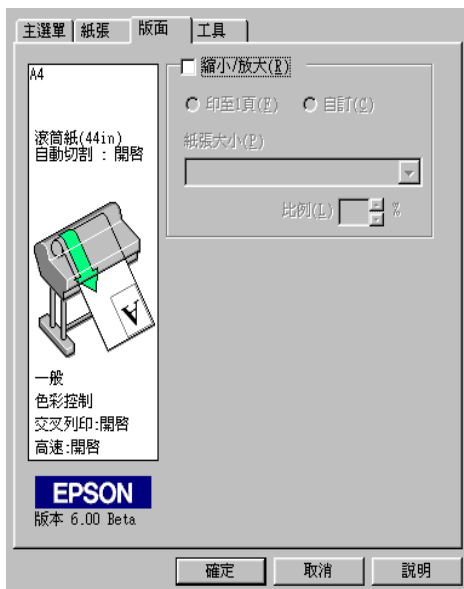 主選單 紙張 版面 工具
A4
滾筒紙(44in)
自動切割 : 開啓
A
一般
色彩控制
交叉列印:開啓
高速:開啓
EPSON
版本 6.00 Beta
縮小/放大(R)
印至1頁(F) 自訂(C)
紙張大小(P)
比例(L) %
確定 取消 説明